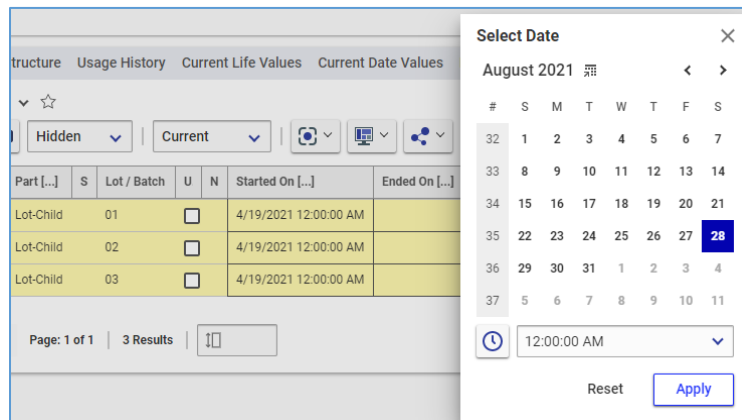 tructure Usage History Current Life Values Current Date Values
Hidden Current
Part [...] S Lot / Batch U N Started On [...] Ended On [...]
Lot-Child 01 4/19/2021 12:00:00 AM
Lot-Child 02 4/19/2021 12:00:00 AM
Lot-Child 03 4/19/2021 12:00:00 AM
Page: 1 of 1 3 Results
Select Date
August 2021
# S M T W T F S
32 1 2 3 4 5 6 7
33 8 9 10 11 12 13 14
34 15 16 17 18 19 20 21
35 22 23 24 25 26 27 28
36 29 30 31 1 2 3 4
37 5 6 7 8 9 10 11
12:00:00 AM
Reset Apply